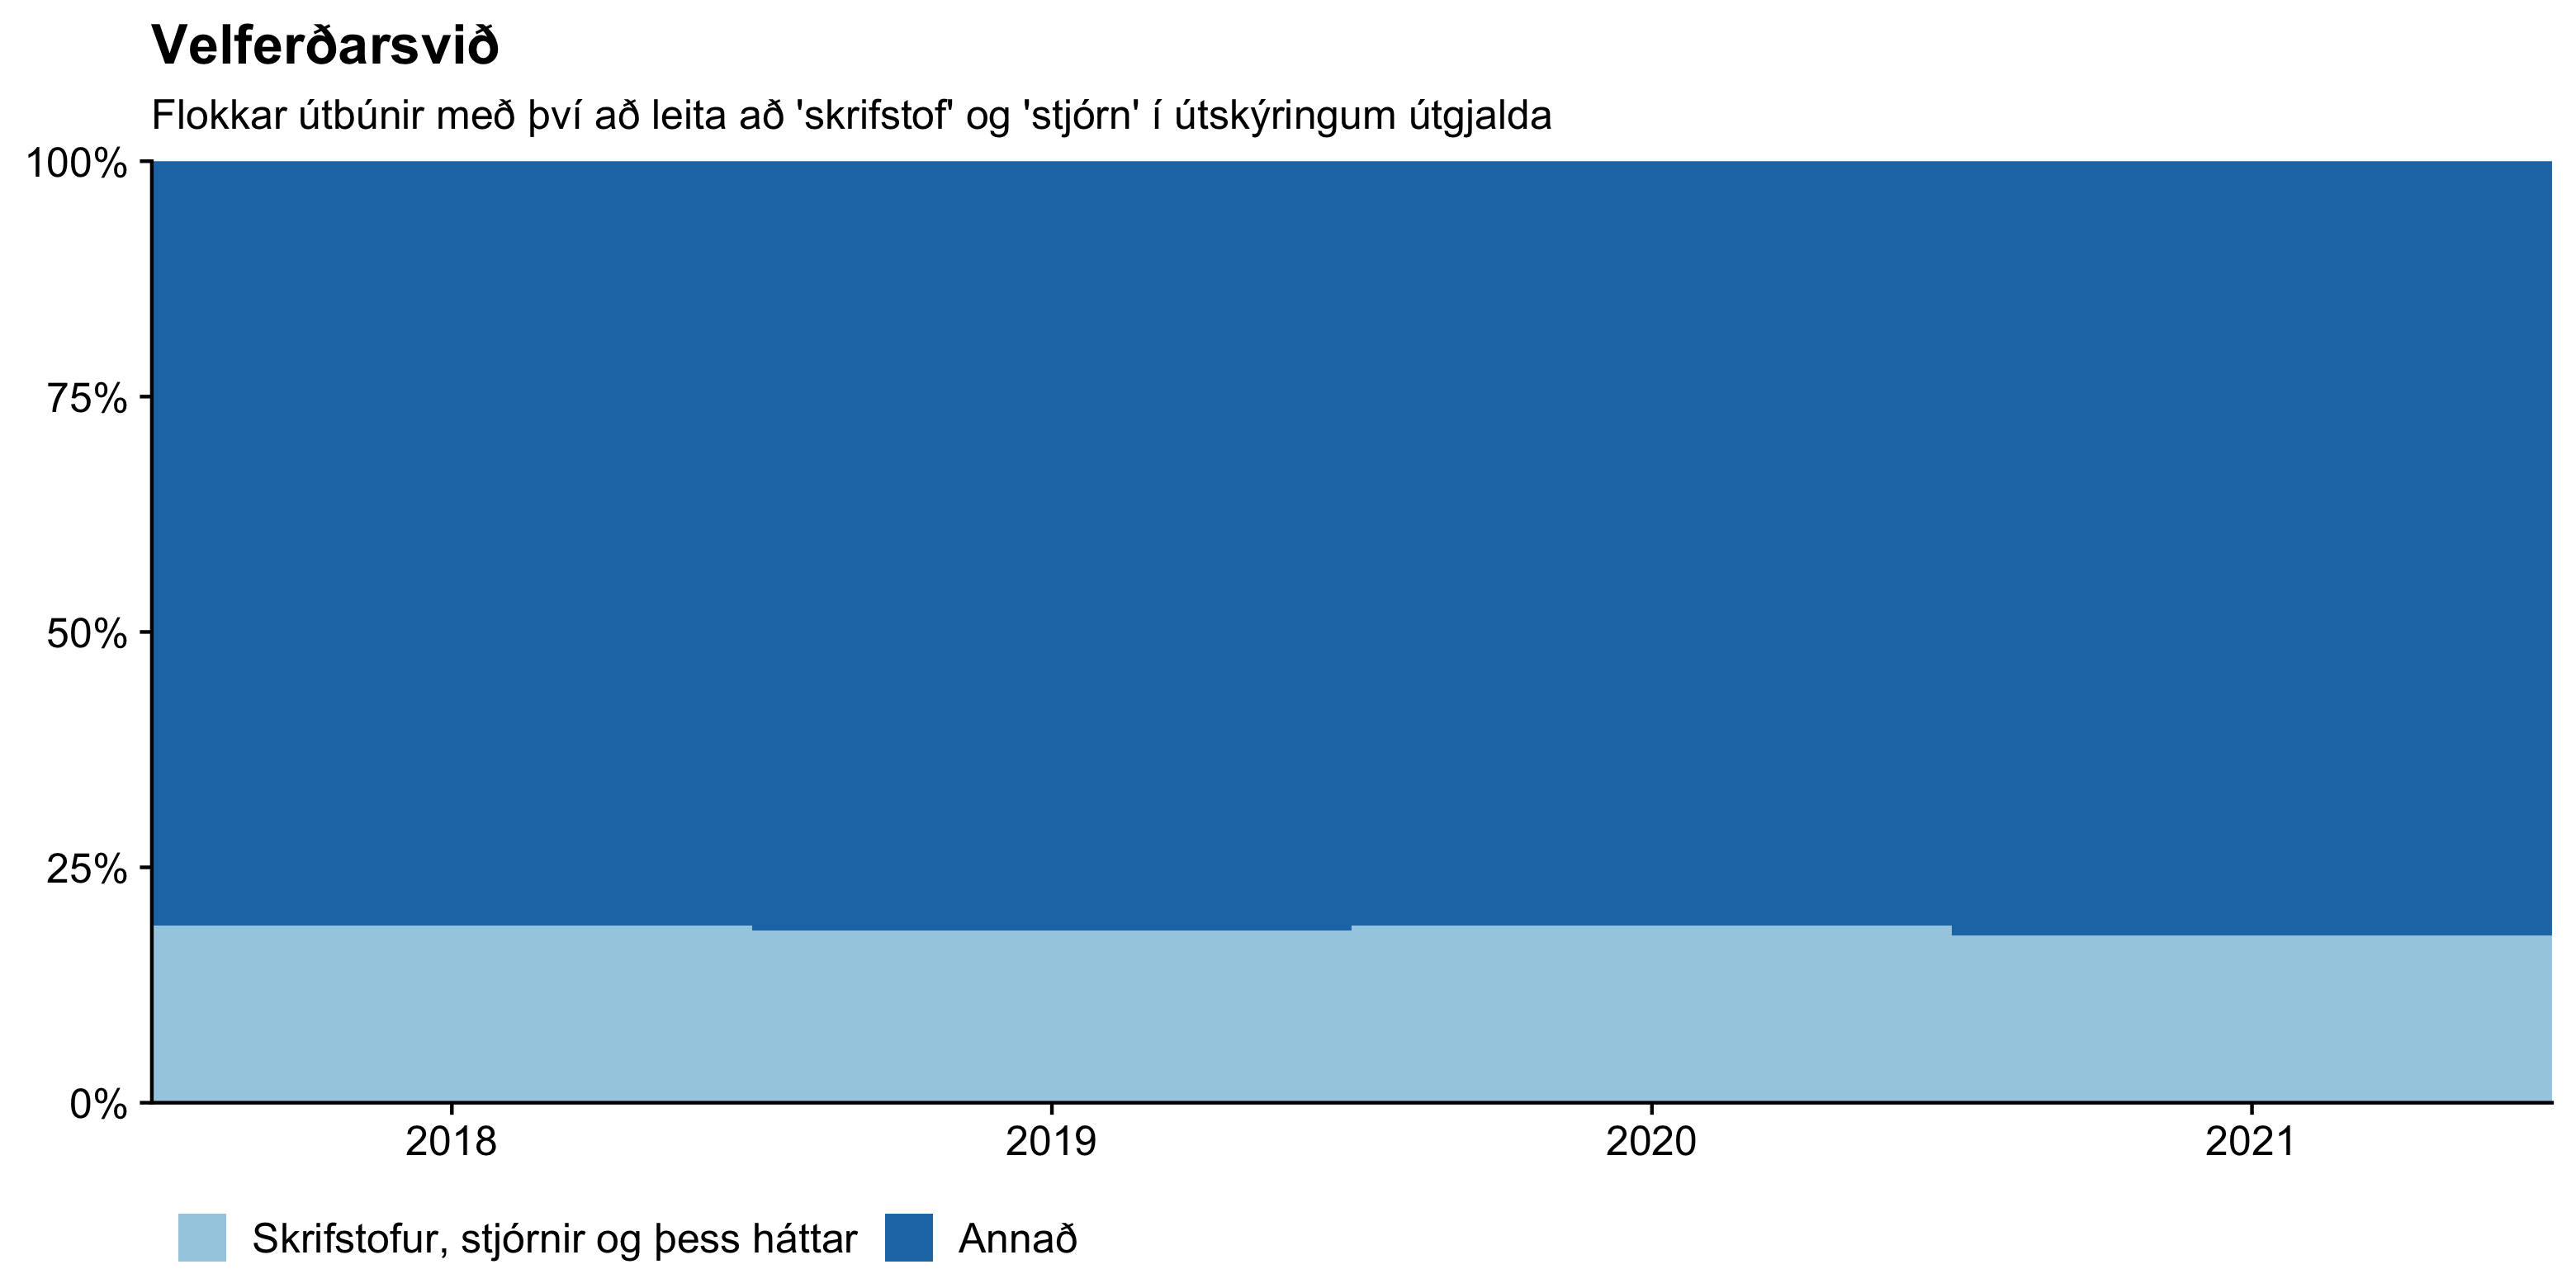 Velferðarsvið
Flokkar útbúnir með því að leita að 'skrifstof' og 'stjórn' í útskýringum útgjalda
100%
75%
50%
25%
0%
2018 2019 2020 2021
Skrifstofur, stjórnir og þess háttar Annað